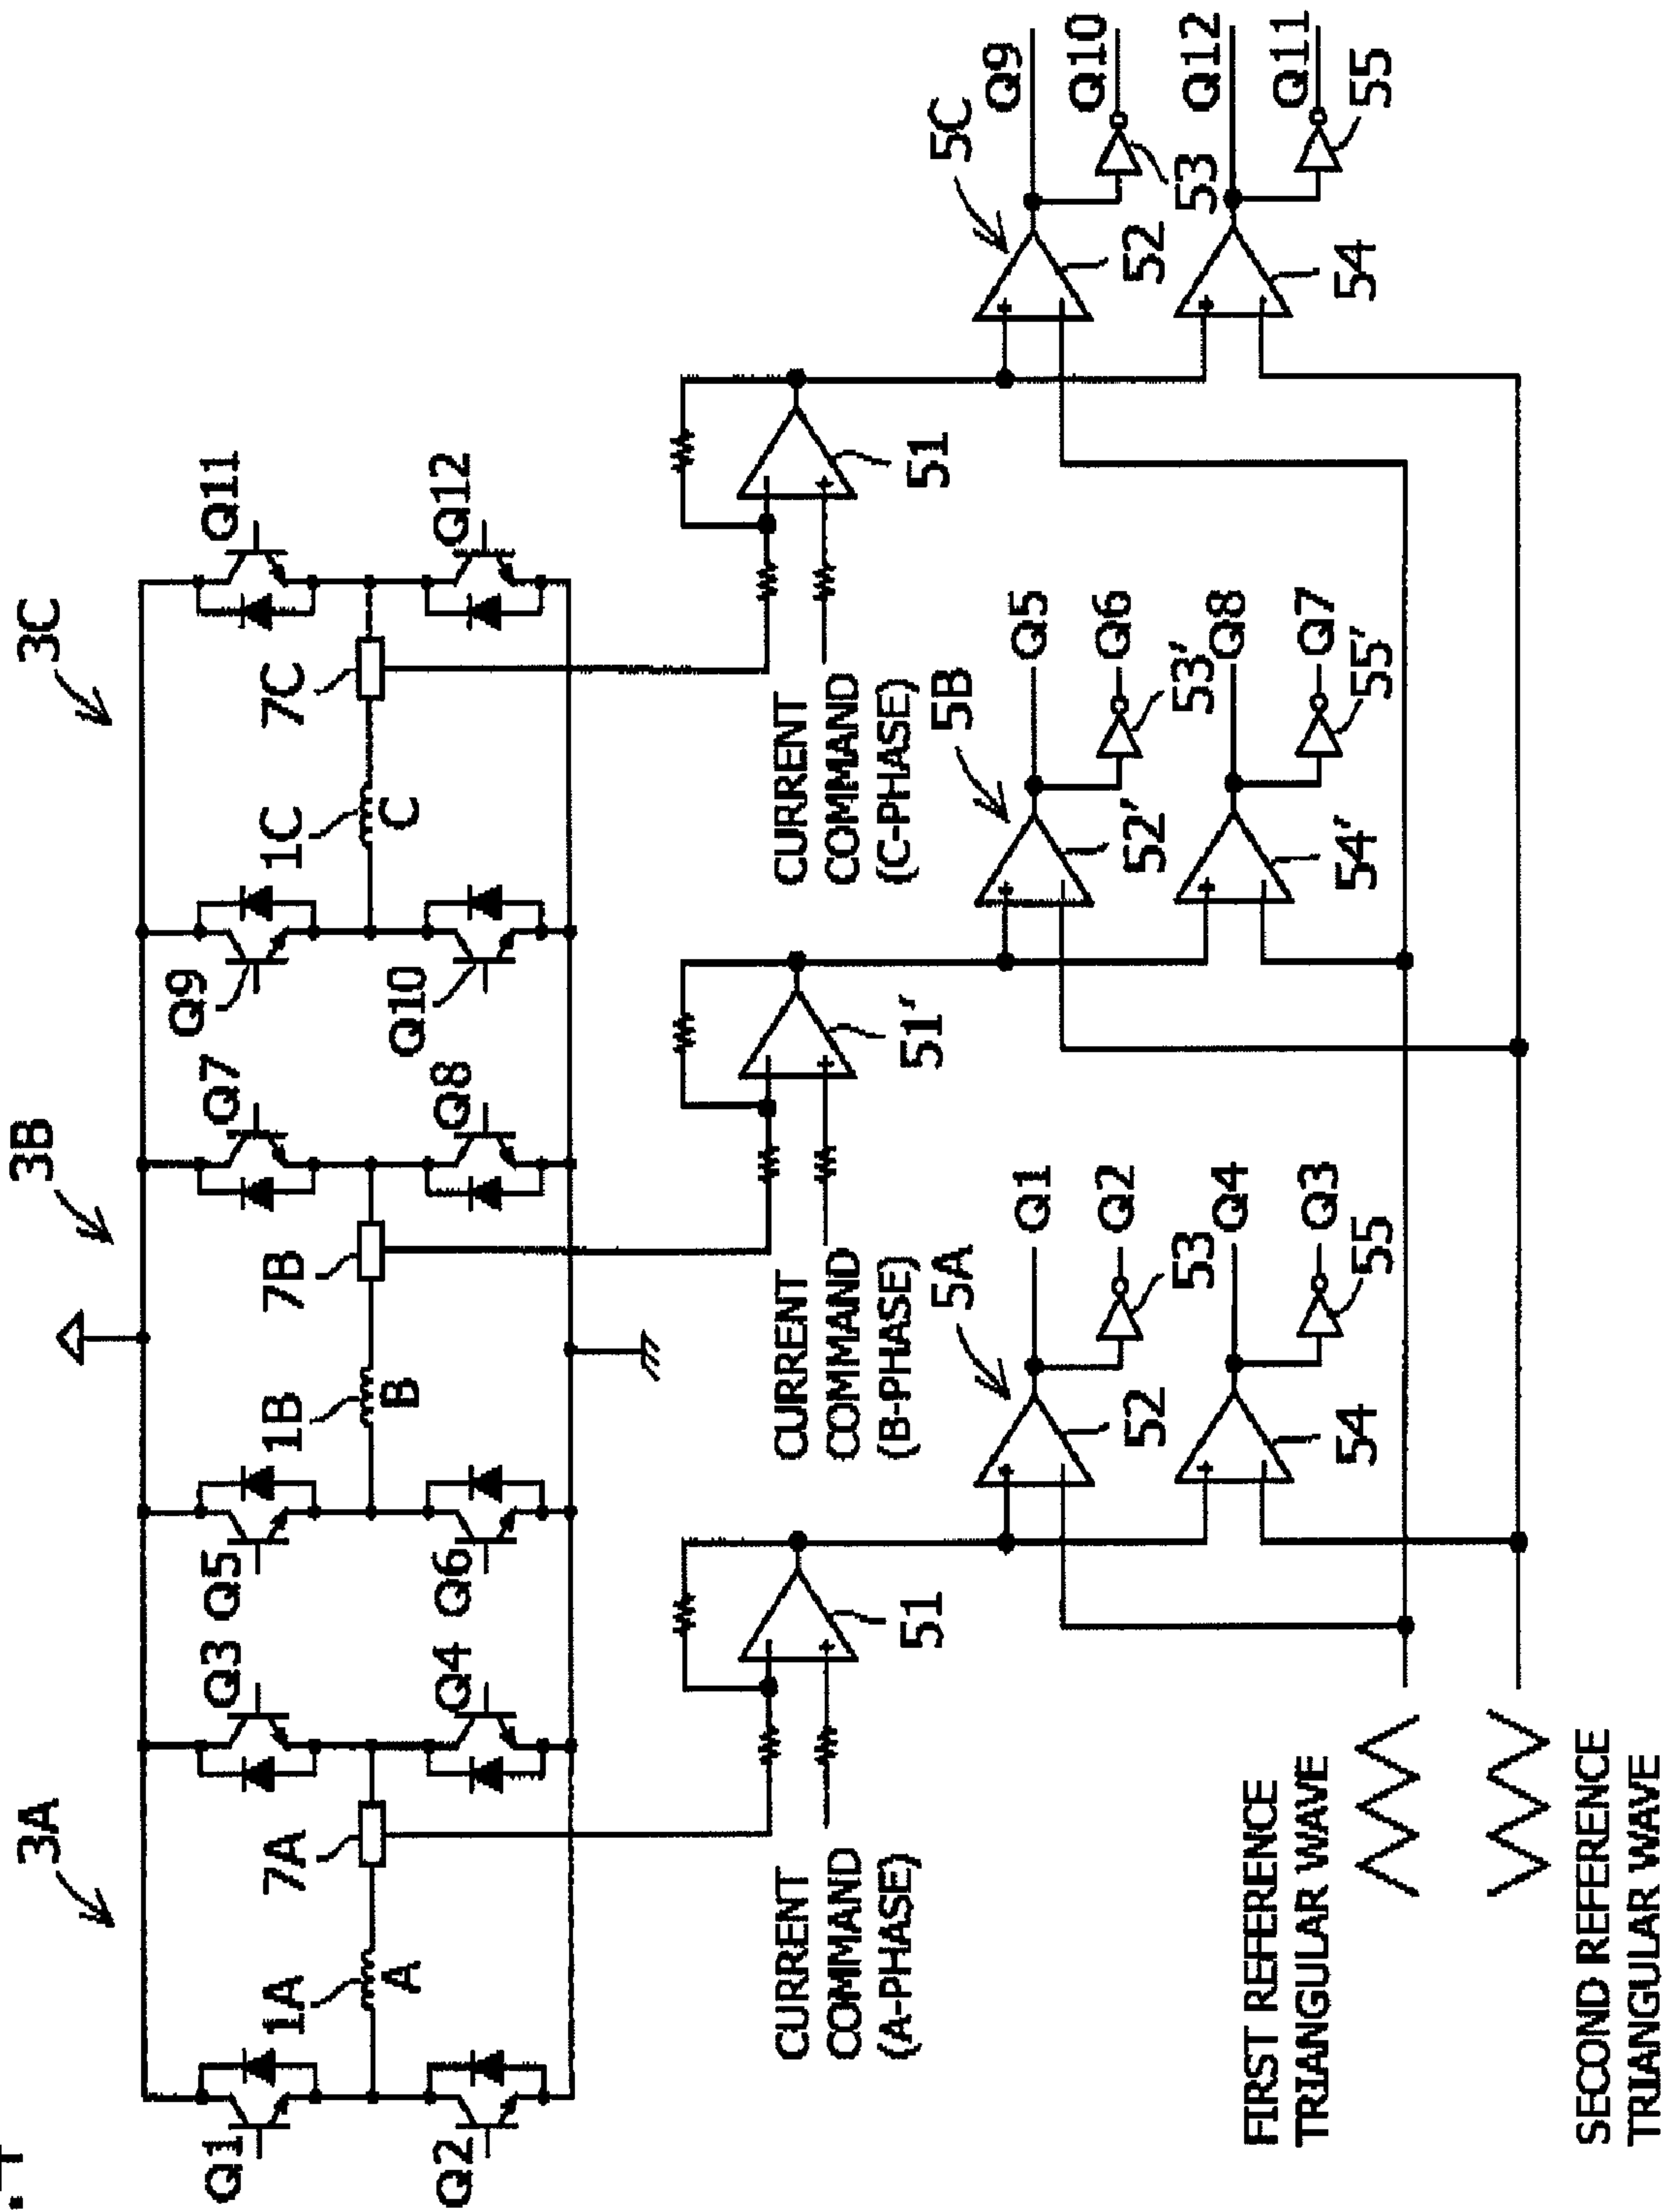 3A
3B
3C
Q1
1A
7A
Q3
Q5
1B
7B
Q7
Q9
1C
7C
Q11
A
B
C
Q2
Q4
Q6
Q8
Q10
Q12
CURRENT
COMMAND
(A-PHASE)
51
CURRENT
COMMAND
(B-PHASE)
51'
CURRENT
COMMAND
(C-PHASE)
51
5A
Q1
52
53
Q2
54
Q4
55
Q3
5B
Q5
52'
53'
Q6
54'
Q8
55'
Q7
5C
Q9
52
53
Q10
54
Q12
55
Q11
FIRST REFERENCE
TRIANGULAR WAVE
SECOND REFERENCE
TRIANGULAR WAVE